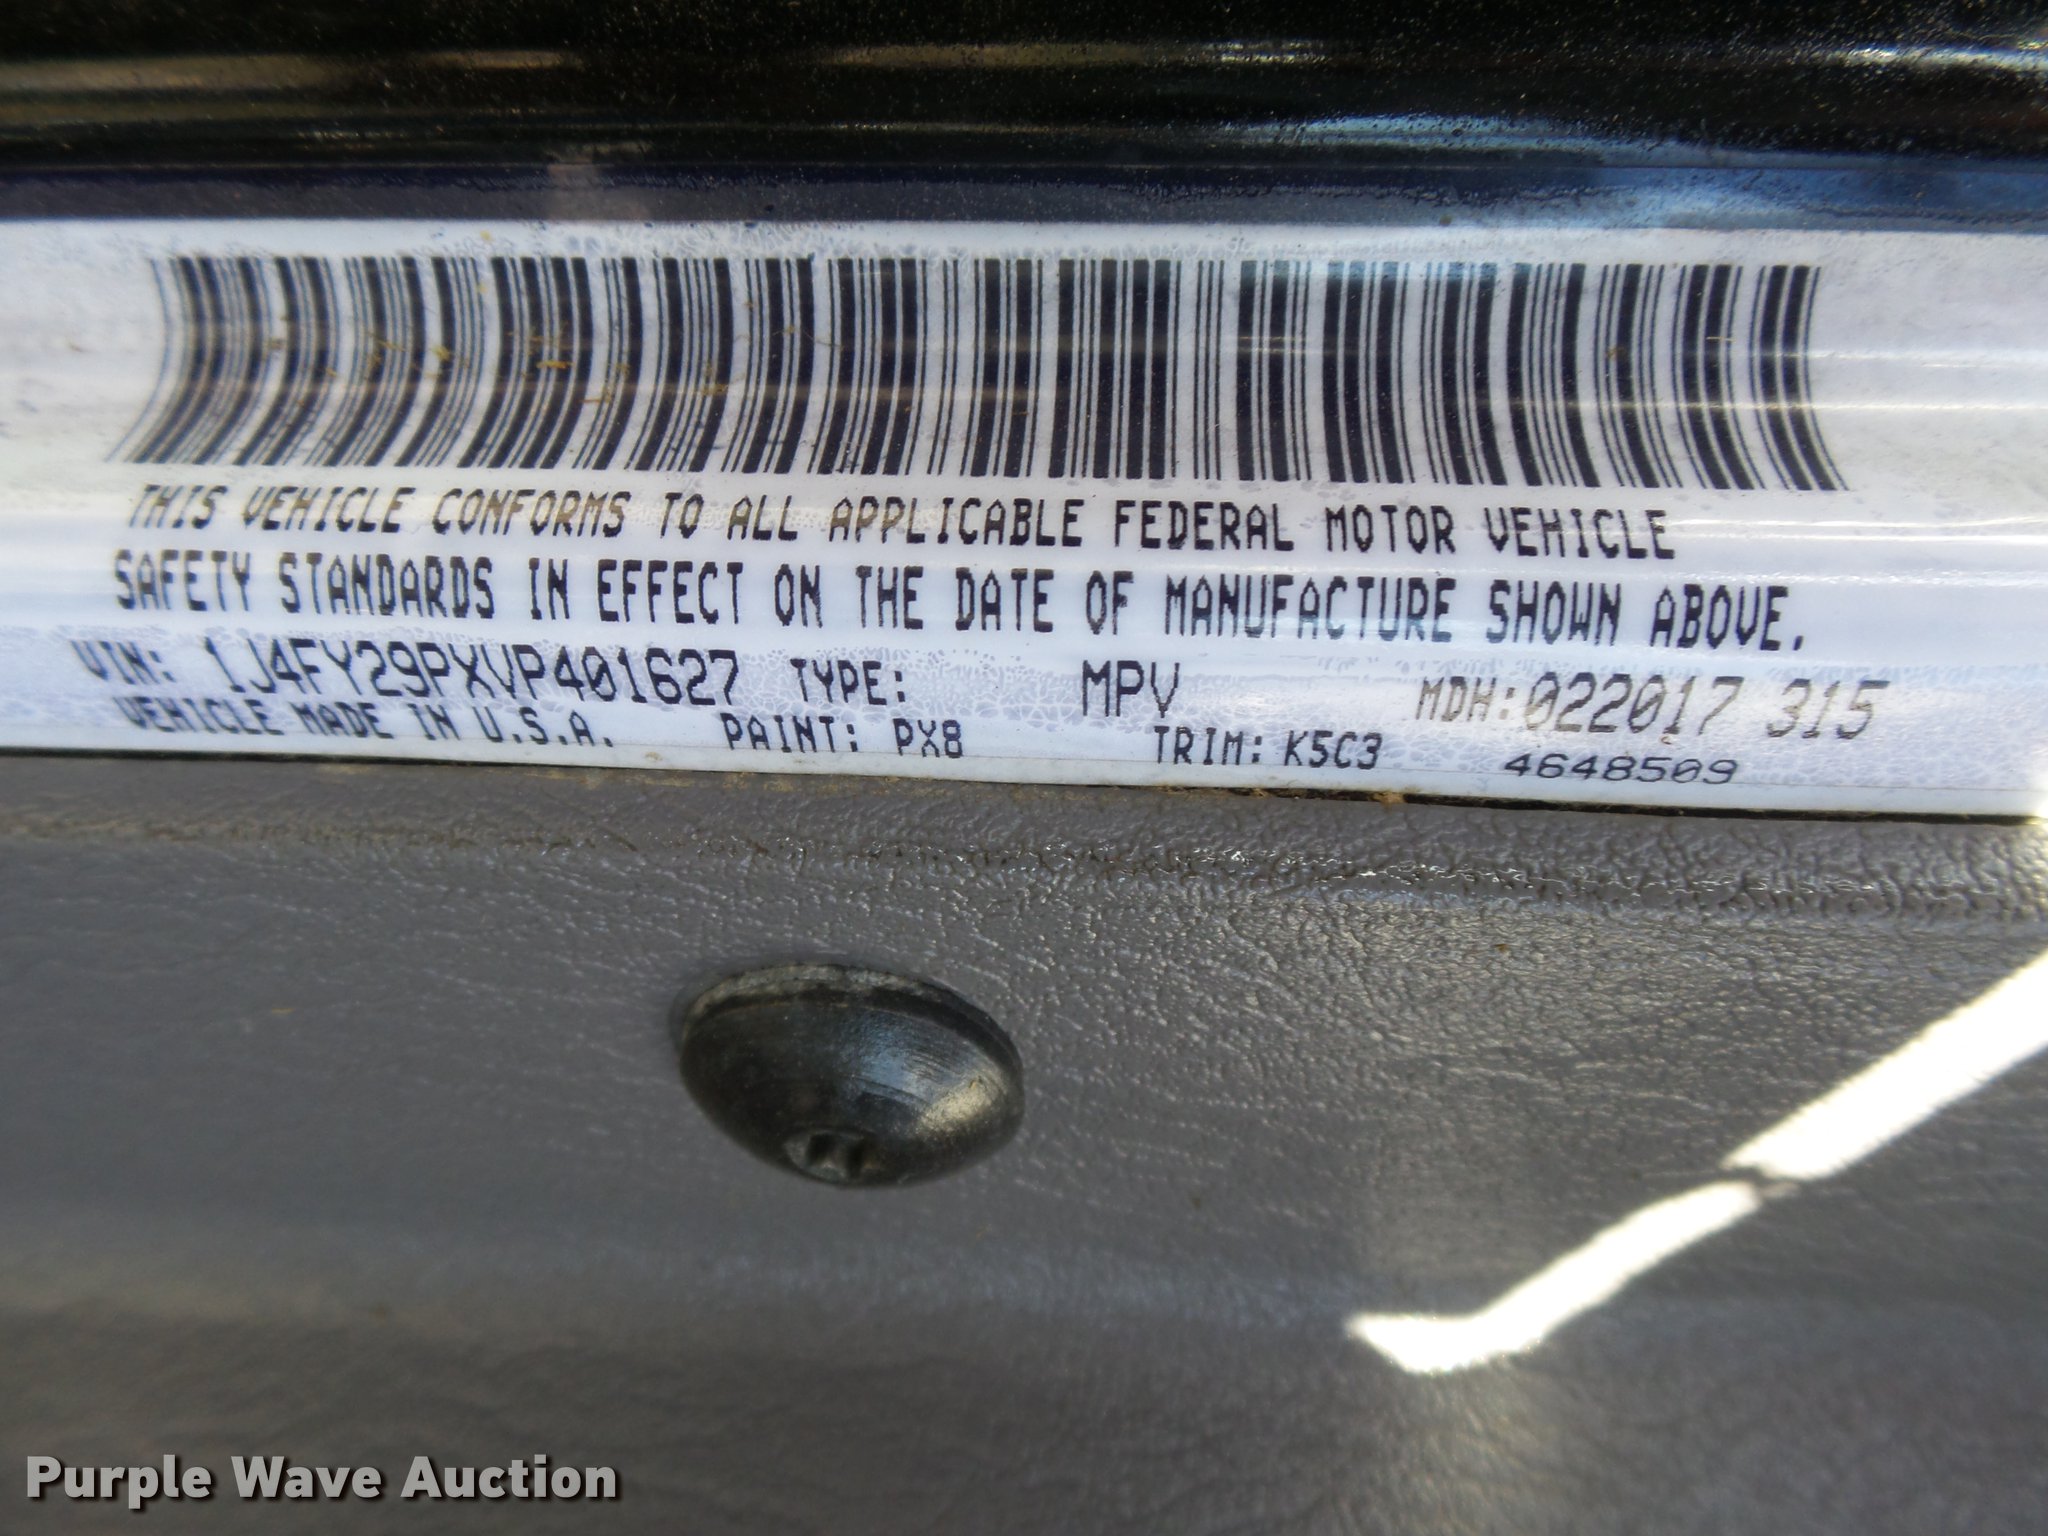 THIS VEHICLE CONFORMS TO ALL APPLICABLE FEDERAL MOTOR VEHICLE
SAFETY STANDARDS IN EFFECT ON THE DATE OF MANUFACTURE SHOWN ABOVE.
VIN: 1J4FY29PXVP401627 TYPE: MPV MDH:022017 315
VEHICLE MADE IN U.S.A. PAINT: PX8 TRIM: K5C3 4648509
Purple Wave Auction